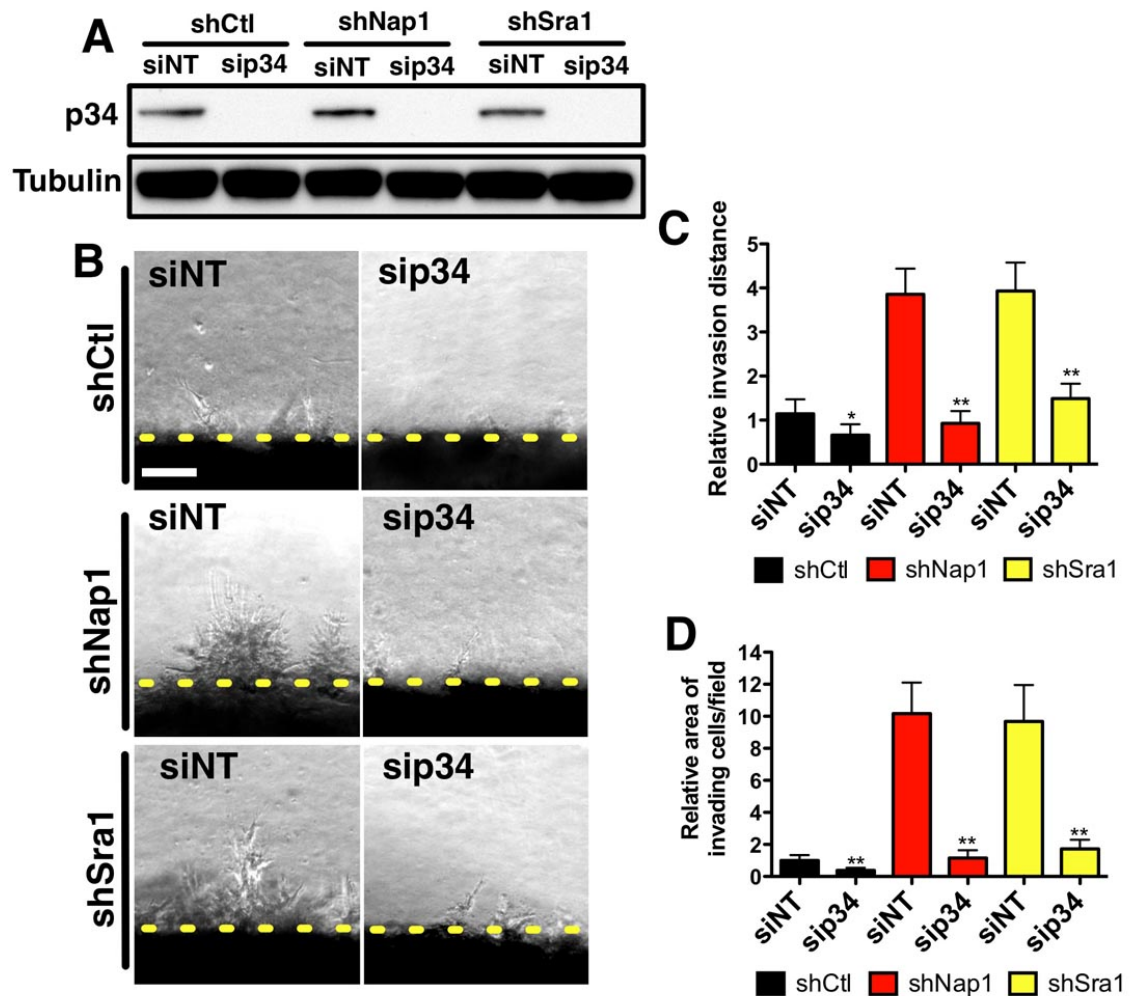 A
shCtl shNap1 shSra1
siNT sip34 siNT sip34 siNT sip34
p34
Tubulin
B
siNT sip34
shCtl
siNT sip34
shNap1
siNT sip34
shSra1
C
Relative invasion distance
5
4
3
2
1
0
* ** **
siNT sip34 siNT sip34 siNT sip34
shCtl shNap1 shSra1
D
Relative area of
invading cells/field
14
12
10
8
6
4
2
0
** ** **
siNT sip34 siNT sip34 siNT sip34
shCtl shNap1 shSra1